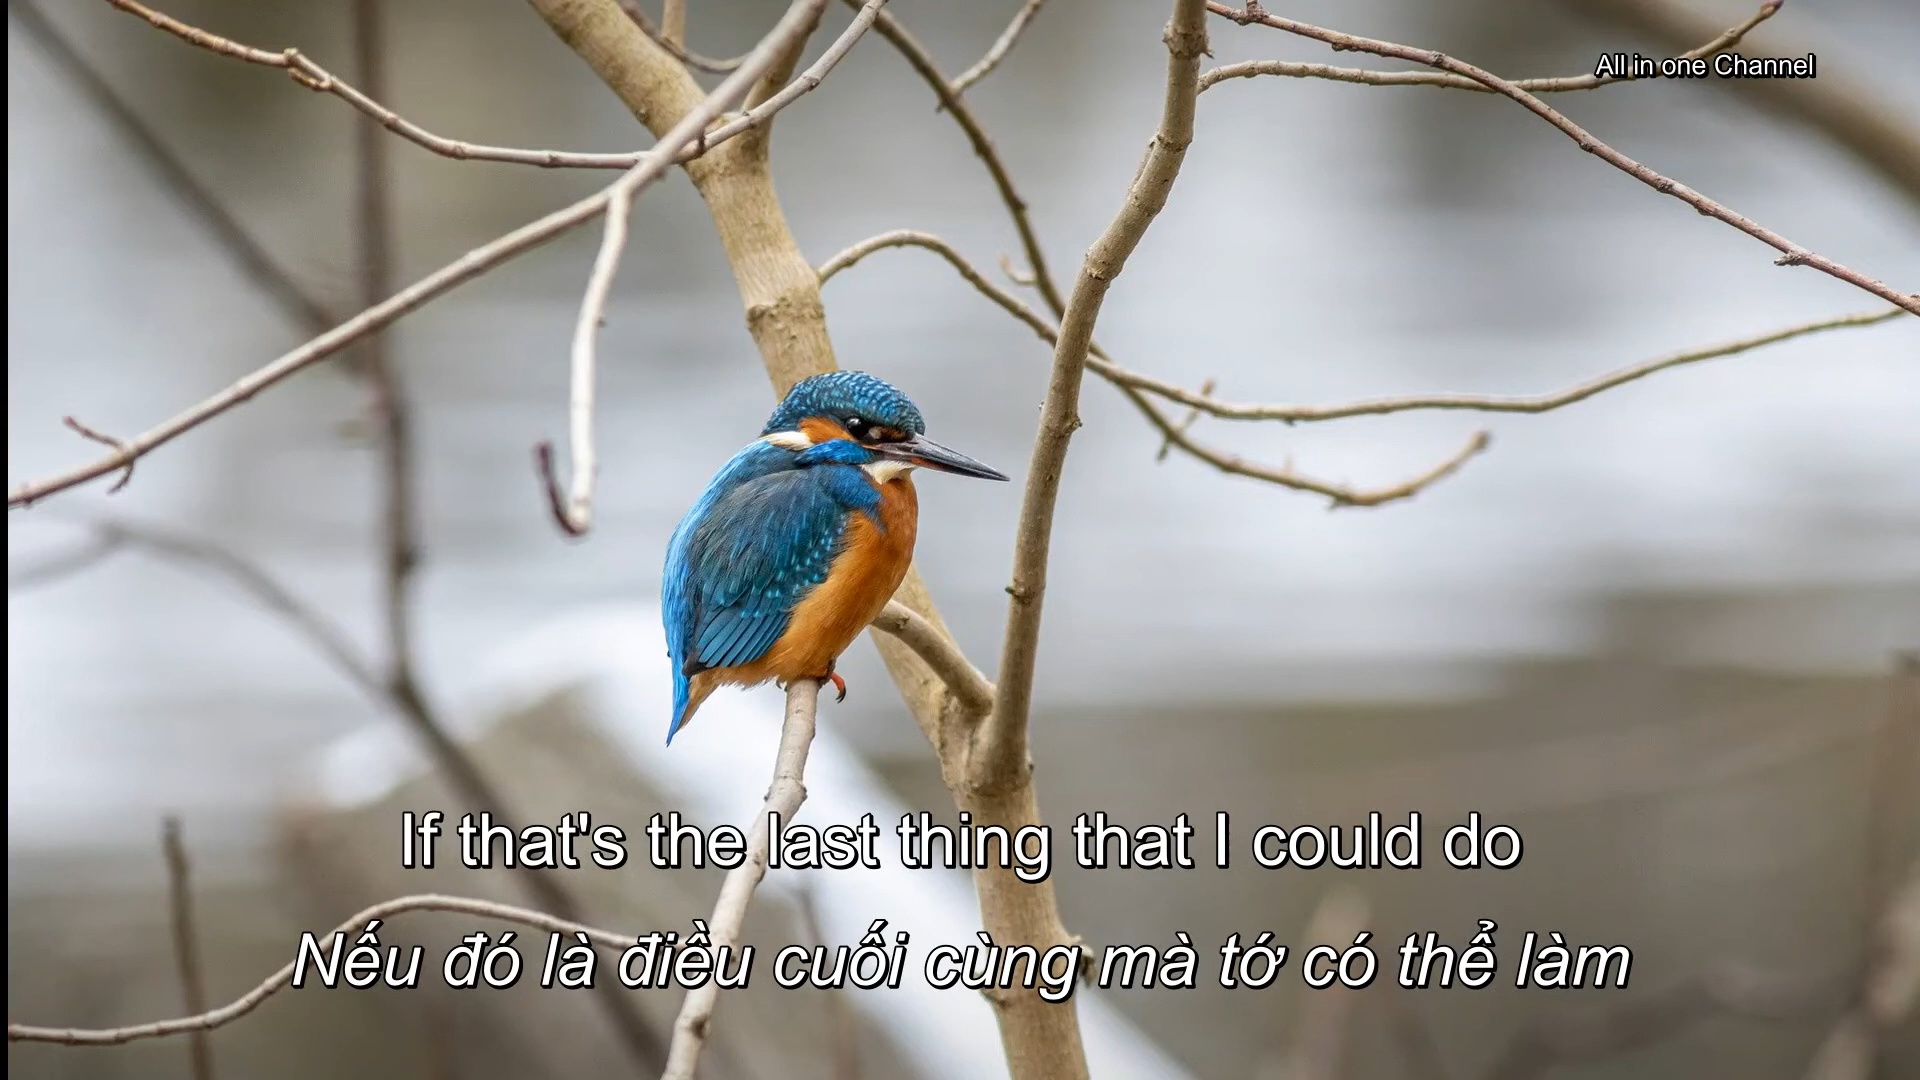 All in one Channel
If that's the last thing that I could do
Nếu đó là điều cuối cùng mà tớ có thể làm